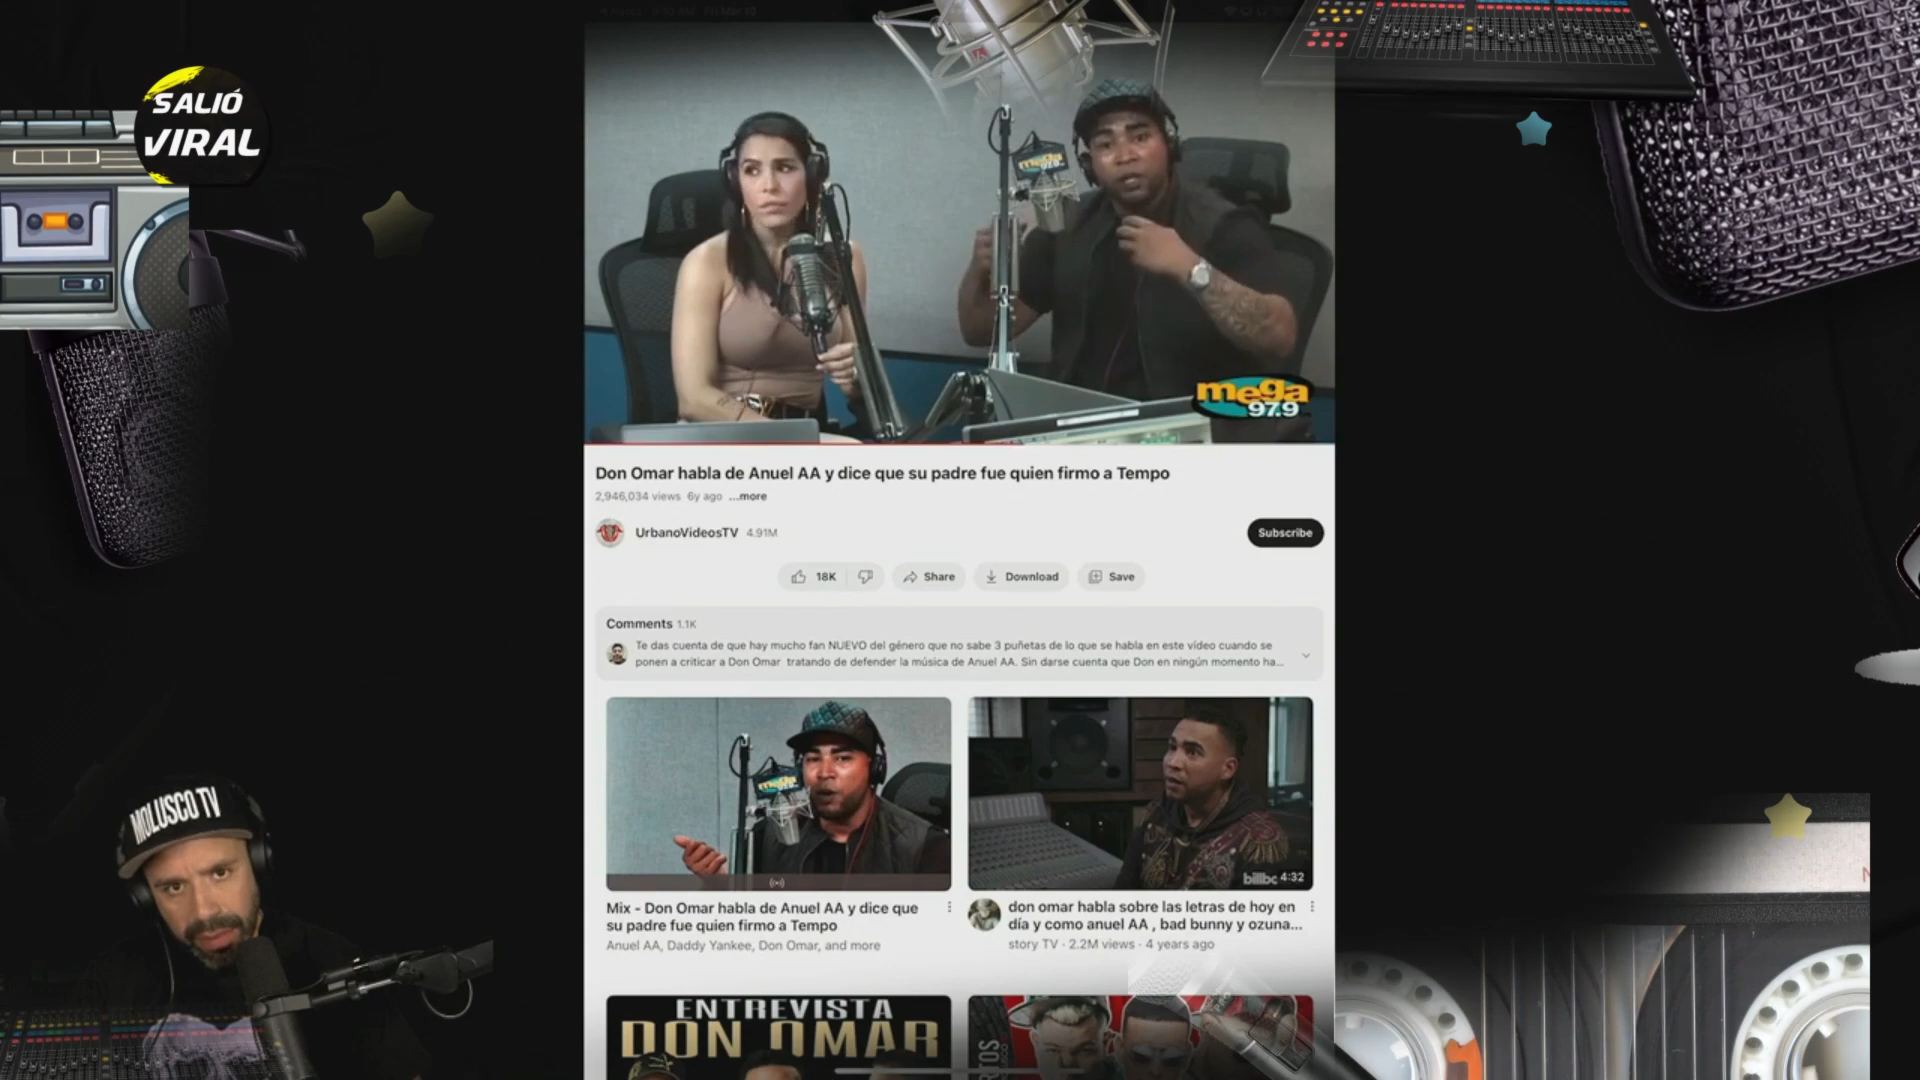 SALIÓ
VIRAL
mega
97.9
mega
97.9
Don Omar habla de Anuel AA y dice que su padre fue quien firmo a Tempo
2,946,034 views 6y ago ...more
UrbanoVideosTV 4.91M
Subscribe
18K
Share
Download
Save
Comments 1.1K
Te das cuenta de que hay mucho fan NUEVO del género que no sabe 3 puñetas de lo que se habla en este vídeo cuando se
ponen a criticar a Don Omar tratando de defender la música de Anuel AA. Sin darse cuenta que Don en ningún momento ha...
mega
billbc 4:32
MOLUSCO TV
Mix - Don Omar habla de Anuel AA y dice que
su padre fue quien firmo a Tempo
Anuel AA, Daddy Yankee, Don Omar, and more
don omar habla sobre las letras de hoy en
día y como anuel AA , bad bunny y ozuna...
story TV · 2.2M views · 4 years ago
ENTREVISTA
DON OMAR